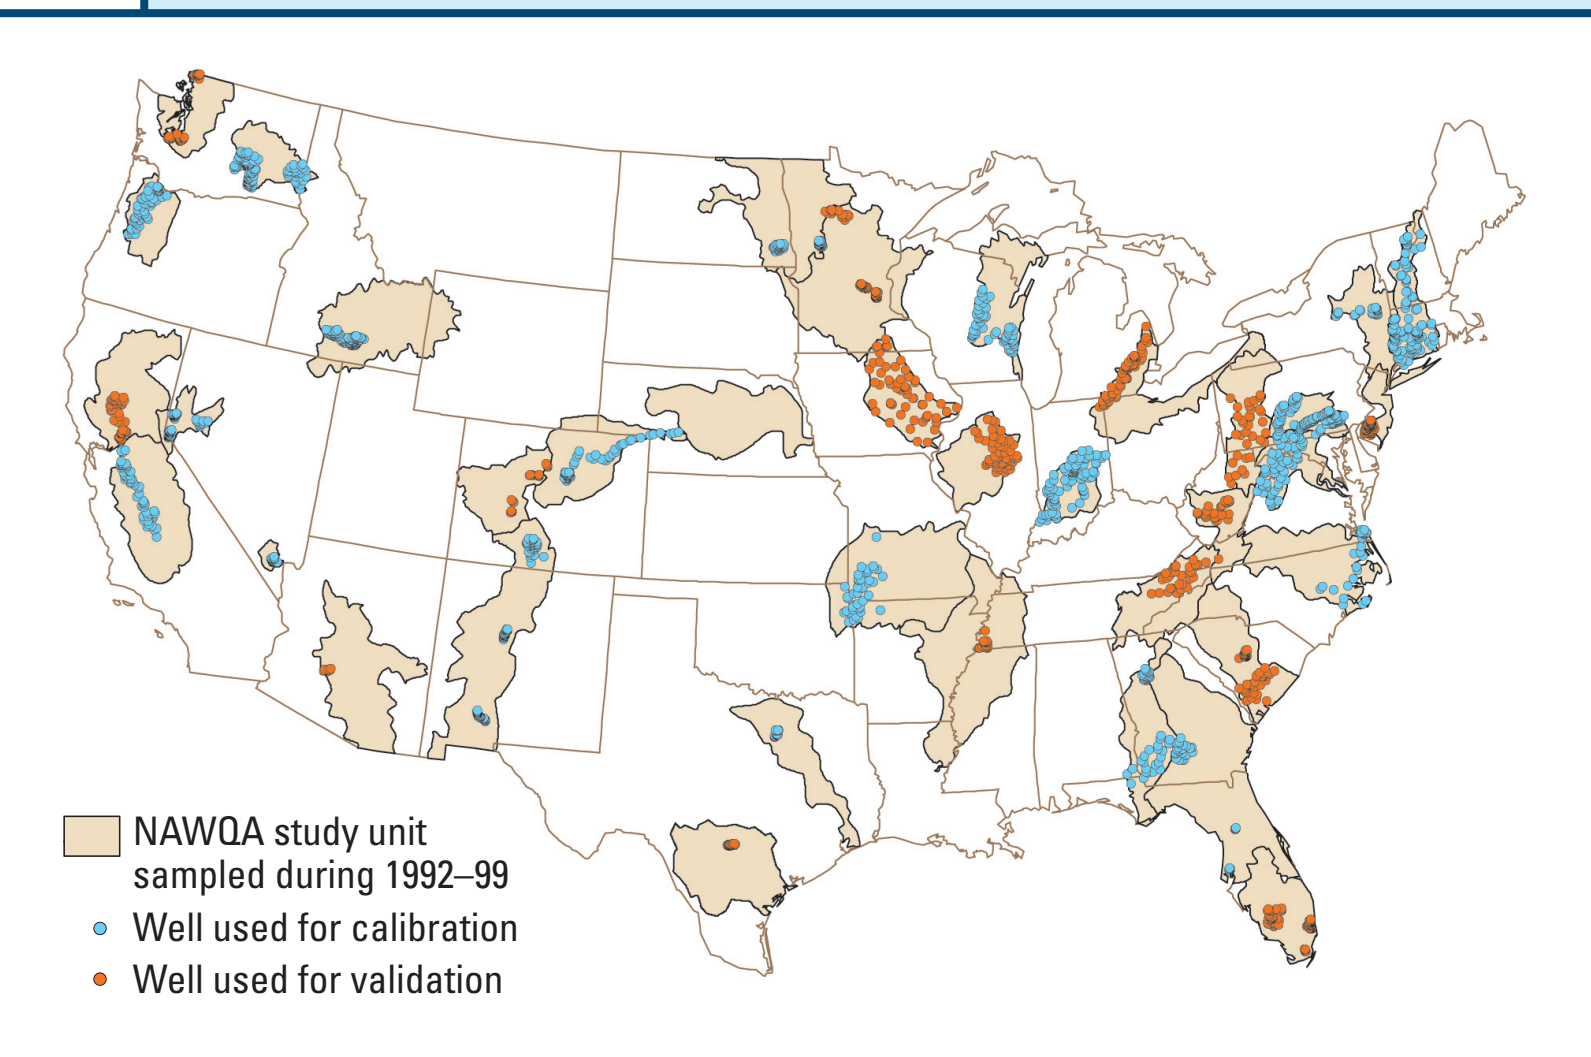 NAWQA study unit
sampled during 1992–99
Well used for calibration
Well used for validation